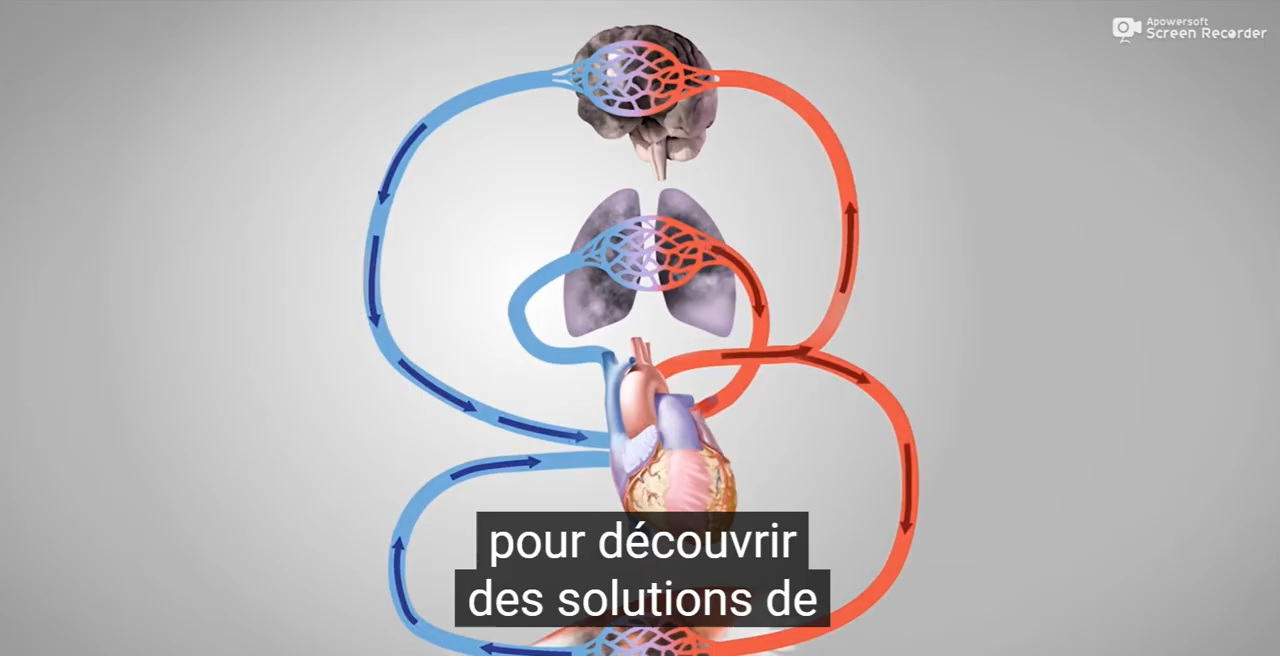 Apowersoft
Screen Recorder
pour découvrir
des solutions de